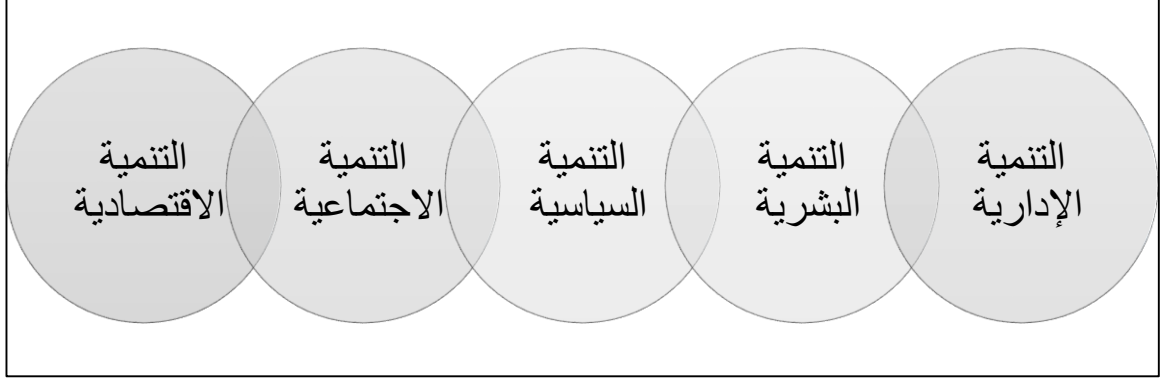 التنمية
الإدارية
التنمية
البشرية
التنمية
السياسية
التنمية
الاجتماعية
التنمية
الاقتصادية